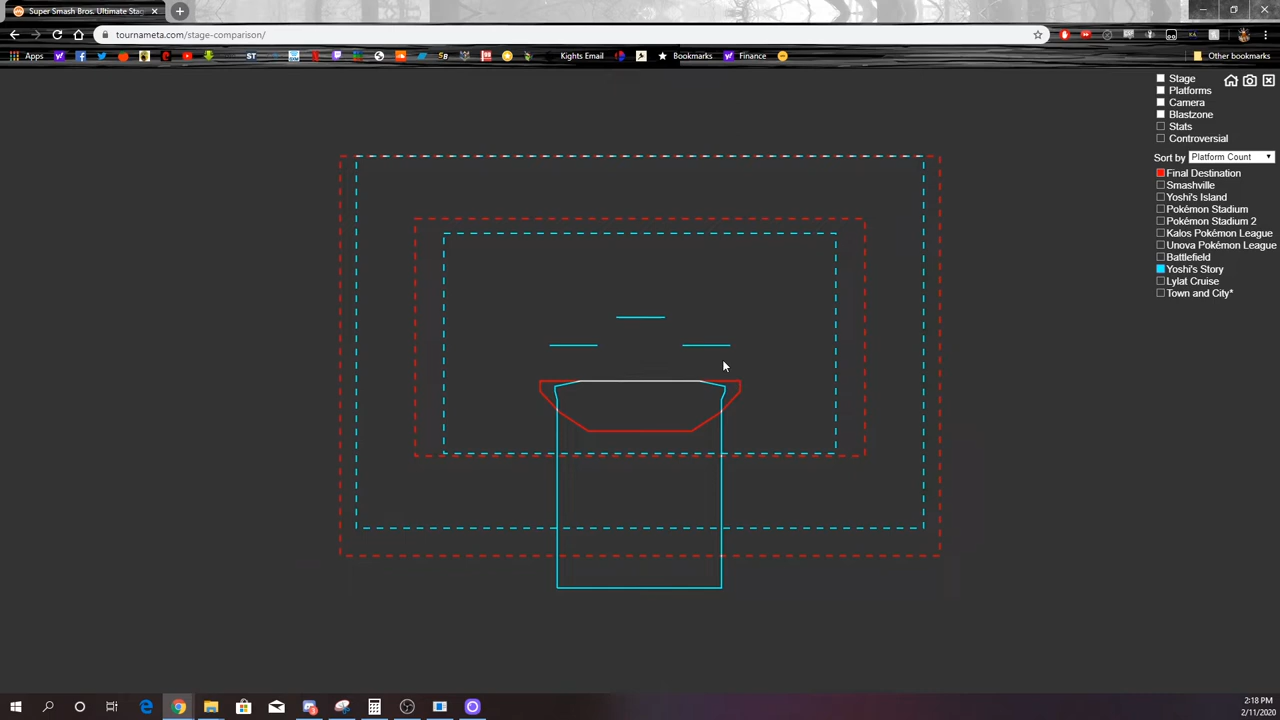 Super Smash Bros. Ultimate Stag
tournameta.com/stage-comparison/
Apps
ST
Kights Email
Bookmarks
Finance
Other bookmarks
Stage
Platforms
Camera
Blastzone
Stats
Controversial
Sort by Platform Count
Final Destination
Smashville
Yoshi's Island
Pokémon Stadium
Pokémon Stadium 2
Kalos Pokémon League
Unova Pokémon League
Battlefield
Yoshi's Story
Lylat Cruise
Town and City*
2:18 PM
2/11/2020